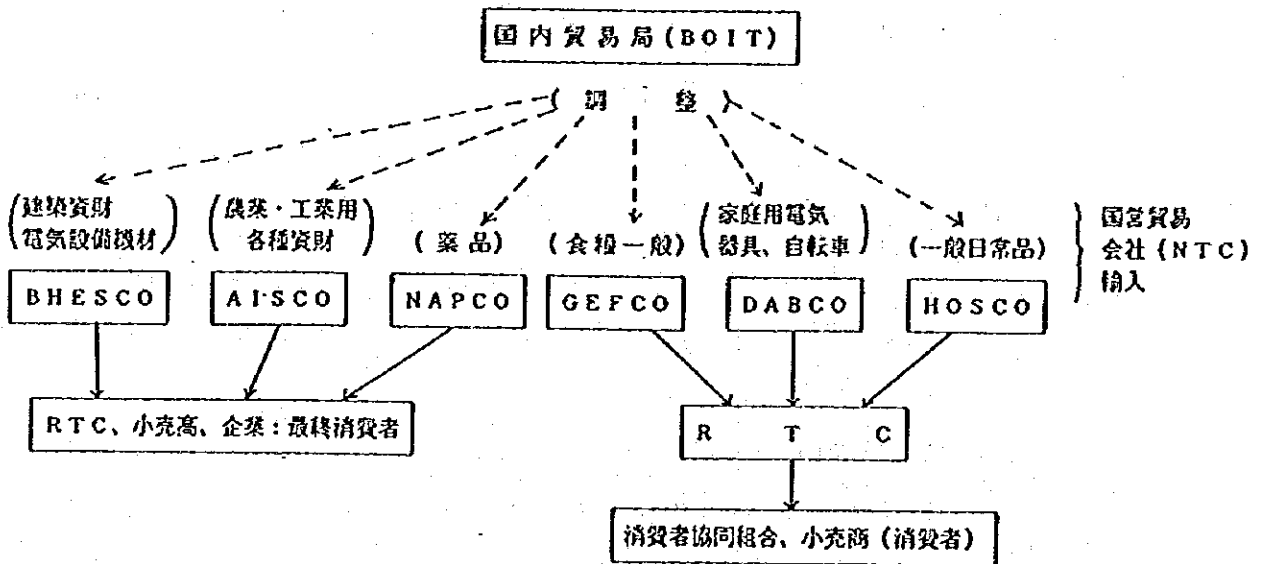 国内貿易局(BOIT)
(調 整)
(建築資財
電気設備機材)
(農業・工業用
各種資財)
(薬品)
(食糧一般)
(家庭用電気
器具、自転車)
(一般日常品)
国営貿易
会社(NTC)
輸入
BHESCO
AISCO
NAPCO
GEFCO
DABCO
HOSCO
RTC、小売高、企業:最終消費者
R T C
消費者協同組合、小売商(消費者)